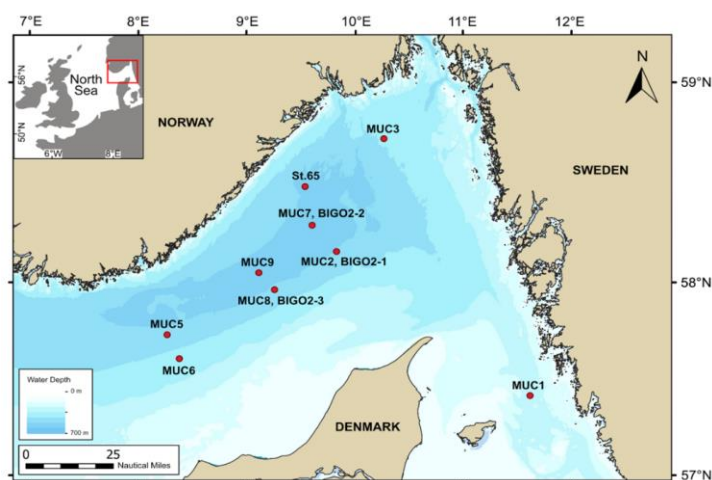 7°E
8°E
9°E
10°E
11°E
12°E
56°N
50°N
North
Sea
6°W
8°E
N
59°N
NORWAY
MUC3
St.65
SWEDEN
MUC7, BIGO2-2
MUC2, BIGO2-1
MUC9
58°N
MUC8, BIGO2-3
MUC5
MUC6
Water Depth
0 m
700 m
MUC1
DENMARK
0
25
Nautical Miles
57°N